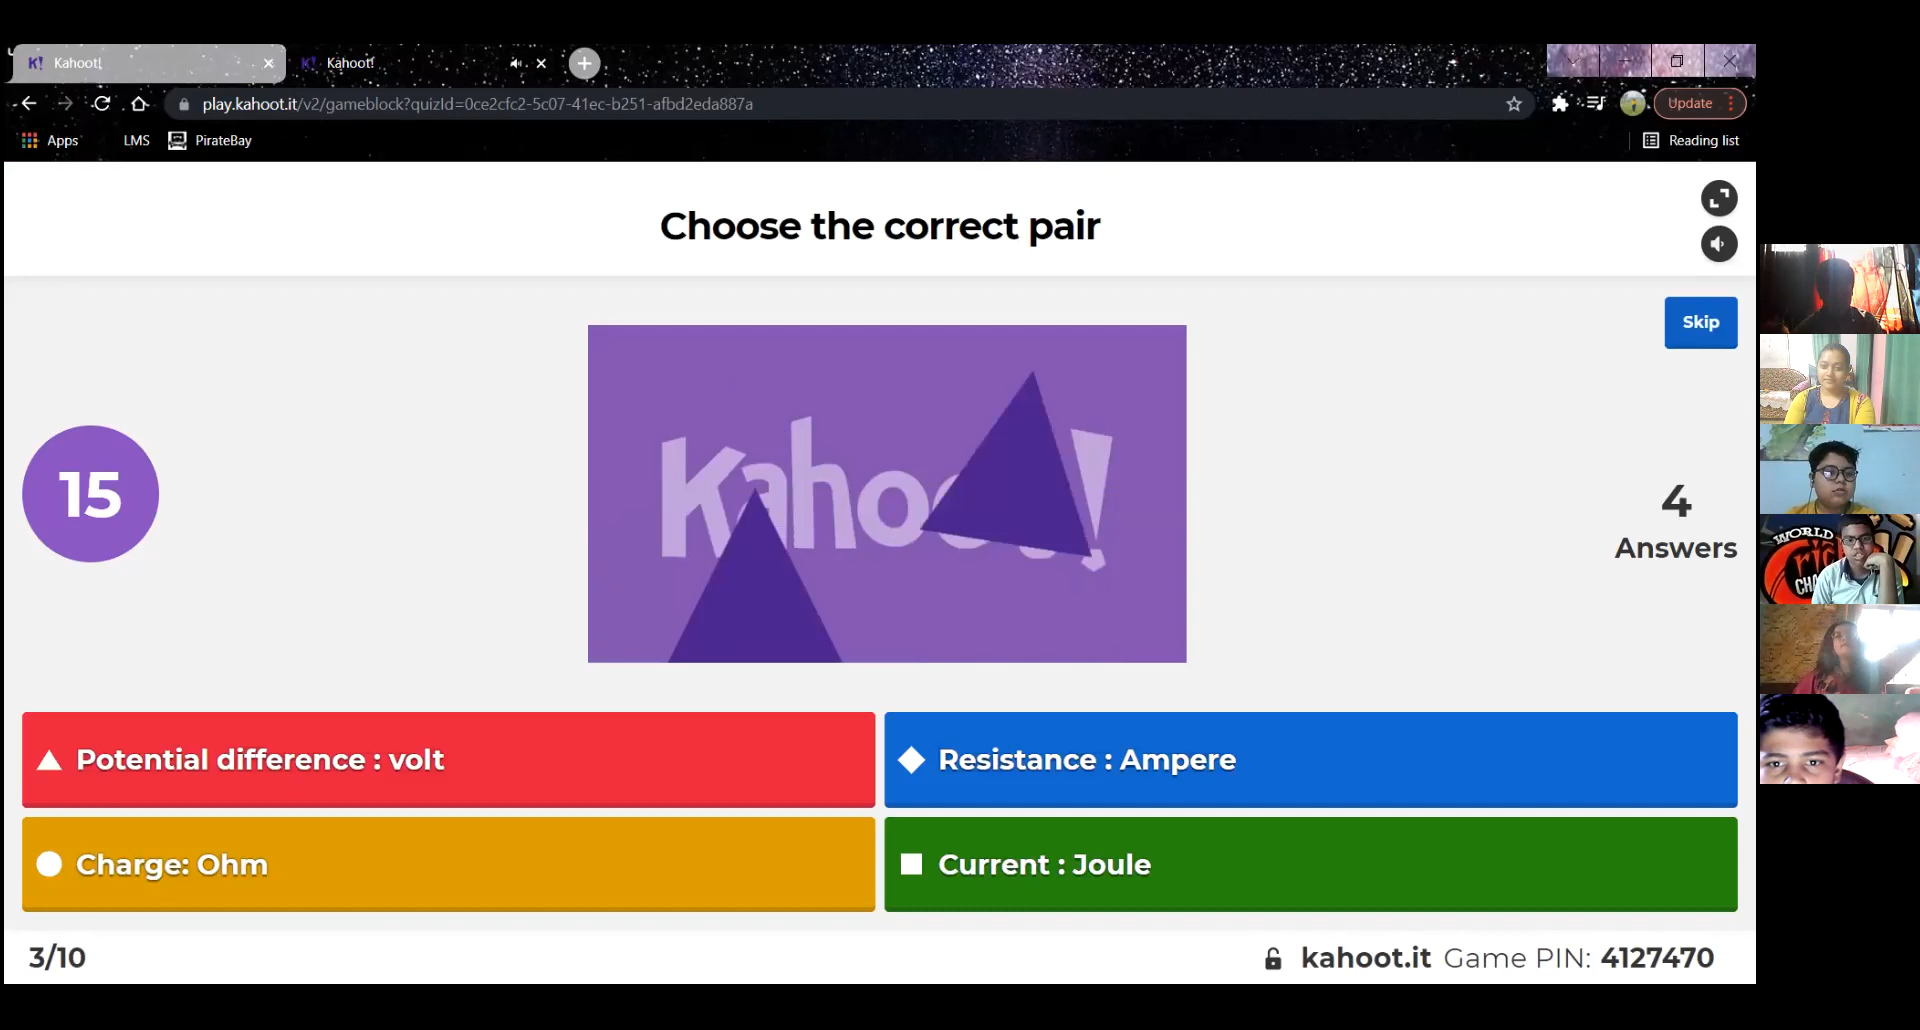 Kahoot!
Kahoot!
play.kahoot.it/v2/gameblock?quizId=0ce2cfc2-5c07-41ec-b251-afbd2eda887a
Update
Apps
LMS
PirateBay
Reading list
Choose the correct pair
Skip
15
Kahoot!
4
Answers
WORLD
Potential difference : volt
Resistance : Ampere
Charge: Ohm
Current : Joule
3/10
kahoot.it Game PIN: 4127470